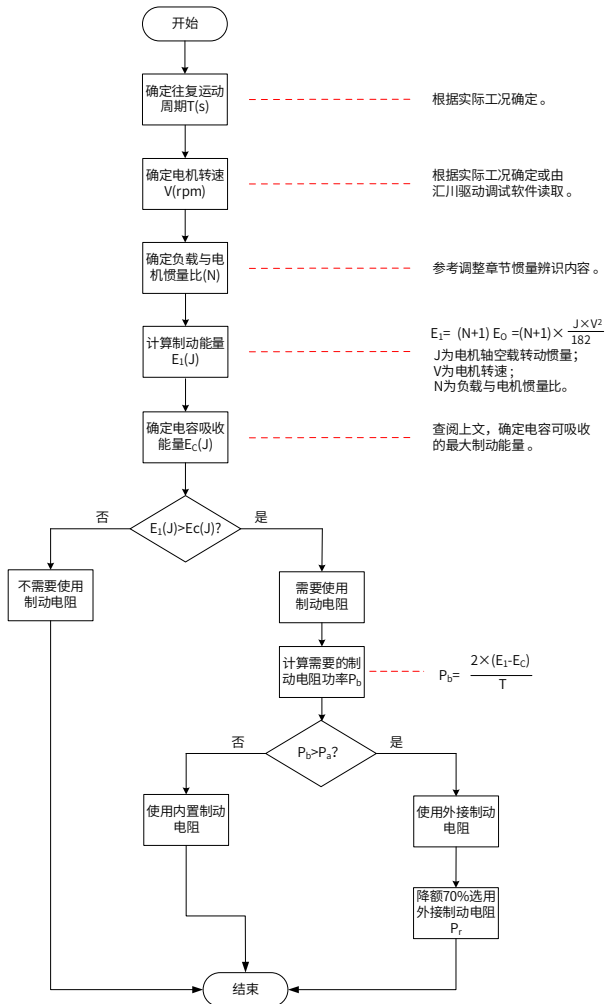 开始
确定往复运动
周期T(s)
根据实际工况确定。
确定电机转速
V(rpm)
根据实际工况确定或由
汇川驱动调试软件读取。
确定负载与电
机惯量比(N)
参考调整章节惯量辨识内容。
计算制动能量
E₁(J)
E₁= (N+1) E₀ =(N+1)× J×V²
182
J为电机轴空载转动惯量；
V为电机转速；
N为负载与电机惯量比。
确定电容吸收
能量E_C(J)
查阅上文，确定电容可吸收
的最大制动能量。
E₁(J)>Ec(J)?
否
是
不需要使用
制动电阻
需要使用
制动电阻
计算需要的制
动电阻功率P_b
P_b= 2×(E₁-E_C)
T
P_b>P_a?
否
是
使用内置制动
电阻
使用外接制动
电阻
降额70%选用
外接制动电阻
P_r
结束